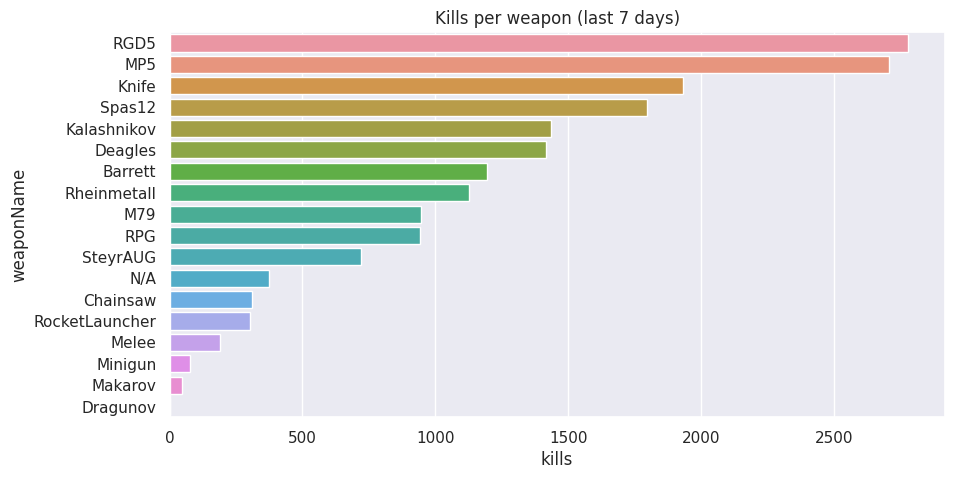 Kills per weapon (last 7 days)
weaponName
RGD5
MP5
Knife
Spas12
Kalashnikov
Deagles
Barrett
Rheinmetall
M79
RPG
SteyrAUG
N/A
Chainsaw
RocketLauncher
Melee
Minigun
Makarov
Dragunov
0 500 1000 1500 2000 2500
kills